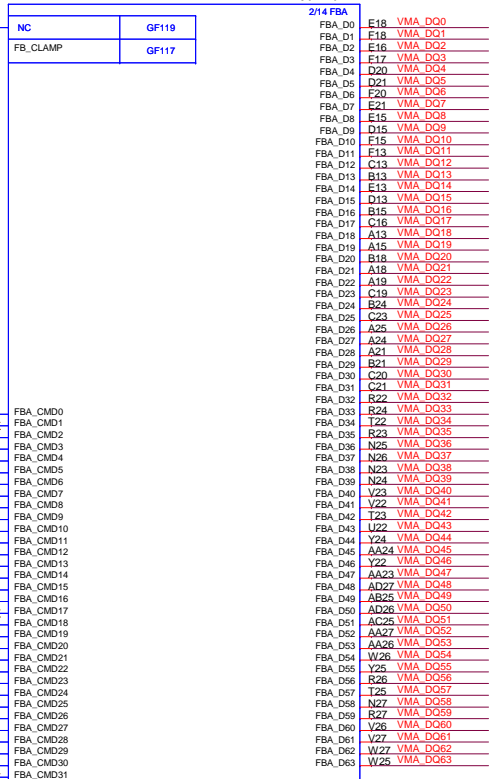 2/14 FBA
NC GF119
FB_CLAMP GF117
FBA_D0 E18 VMA_DQ0
FBA_D1 F18 VMA_DQ1
FBA_D2 E16 VMA_DQ2
FBA_D3 F17 VMA_DQ3
FBA_D4 D20 VMA_DQ4
FBA_D5 D21 VMA_DQ5
FBA_D6 F20 VMA_DQ6
FBA_D7 E21 VMA_DQ7
FBA_D8 E15 VMA_DQ8
FBA_D9 D15 VMA_DQ9
FBA_D10 F15 VMA_DQ10
FBA_D11 F13 VMA_DQ11
FBA_D12 C13 VMA_DQ12
FBA_D13 B13 VMA_DQ13
FBA_D14 E13 VMA_DQ14
FBA_D15 D13 VMA_DQ15
FBA_D16 B15 VMA_DQ16
FBA_D17 C16 VMA_DQ17
FBA_D18 A13 VMA_DQ18
FBA_D19 A15 VMA_DQ19
FBA_D20 B18 VMA_DQ20
FBA_D21 A18 VMA_DQ21
FBA_D22 A19 VMA_DQ22
FBA_D23 C19 VMA_DQ23
FBA_D24 B24 VMA_DQ24
FBA_D25 C23 VMA_DQ25
FBA_D26 A25 VMA_DQ26
FBA_D27 A24 VMA_DQ27
FBA_D28 A21 VMA_DQ28
FBA_D29 B21 VMA_DQ29
FBA_D30 C20 VMA_DQ30
FBA_D31 C21 VMA_DQ31
FBA_D32 R22 VMA_DQ32
FBA_CMD0 FBA_D33 R24 VMA_DQ33
FBA_CMD1 FBA_D34 T22 VMA_DQ34
FBA_CMD2 FBA_D35 R23 VMA_DQ35
FBA_CMD3 FBA_D36 N25 VMA_DQ36
FBA_CMD4 FBA_D37 N26 VMA_DQ37
FBA_CMD5 FBA_D38 N23 VMA_DQ38
FBA_CMD6 FBA_D39 N24 VMA_DQ39
FBA_CMD7 FBA_D40 V23 VMA_DQ40
FBA_CMD8 FBA_D41 V22 VMA_DQ41
FBA_CMD9 FBA_D42 T23 VMA_DQ42
FBA_CMD10 FBA_D43 U22 VMA_DQ43
FBA_CMD11 FBA_D44 Y24 VMA_DQ44
FBA_CMD12 FBA_D45 AA24 VMA_DQ45
FBA_CMD13 FBA_D46 Y22 VMA_DQ46
FBA_CMD14 FBA_D47 AA23 VMA_DQ47
FBA_CMD15 FBA_D48 AD27 VMA_DQ48
FBA_CMD16 FBA_D49 AB25 VMA_DQ49
FBA_CMD17 FBA_D50 AD26 VMA_DQ50
FBA_CMD18 FBA_D51 AC25 VMA_DQ51
FBA_CMD19 FBA_D52 AA27 VMA_DQ52
FBA_CMD20 FBA_D53 AA26 VMA_DQ53
FBA_CMD21 FBA_D54 W26 VMA_DQ54
FBA_CMD22 FBA_D55 Y25 VMA_DQ55
FBA_CMD23 FBA_D56 R26 VMA_DQ56
FBA_CMD24 FBA_D57 T25 VMA_DQ57
FBA_CMD25 FBA_D58 N27 VMA_DQ58
FBA_CMD26 FBA_D59 R27 VMA_DQ59
FBA_CMD27 FBA_D60 V26 VMA_DQ60
FBA_CMD28 FBA_D61 V27 VMA_DQ61
FBA_CMD29 FBA_D62 W27 VMA_DQ62
FBA_CMD30 FBA_D63 W25 VMA_DQ63
FBA_CMD31